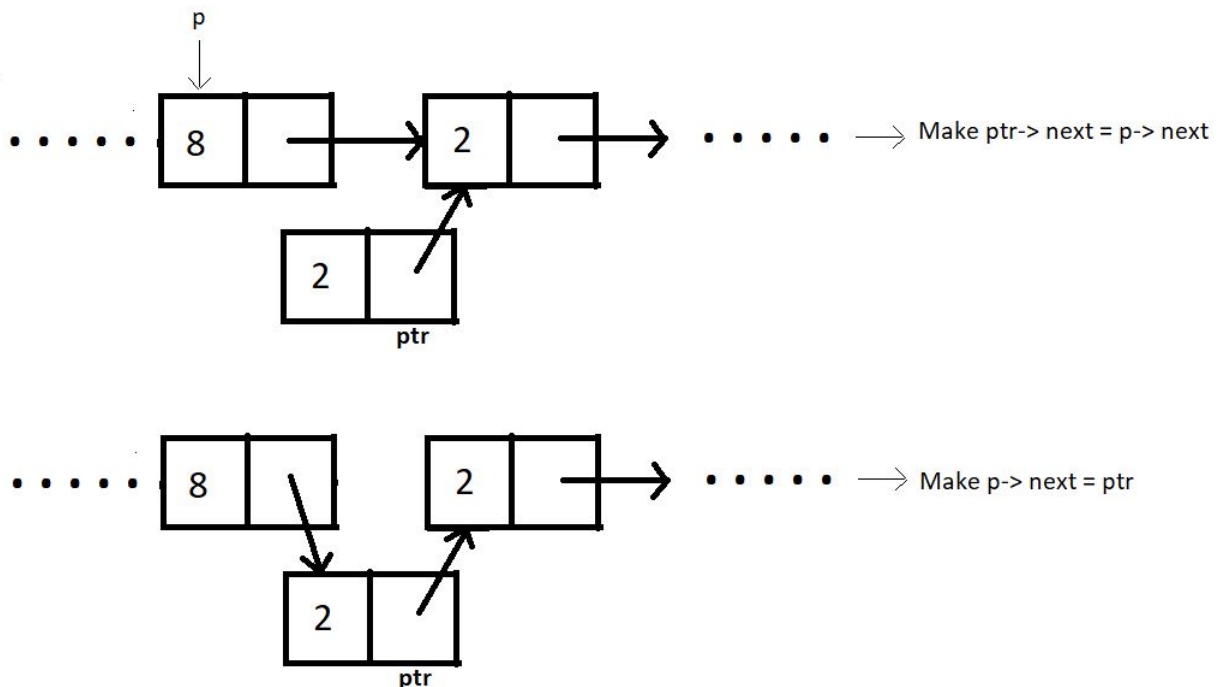 p
8
2
Make ptr-> next = p-> next
2
ptr
8
2
Make p-> next = ptr
2
ptr